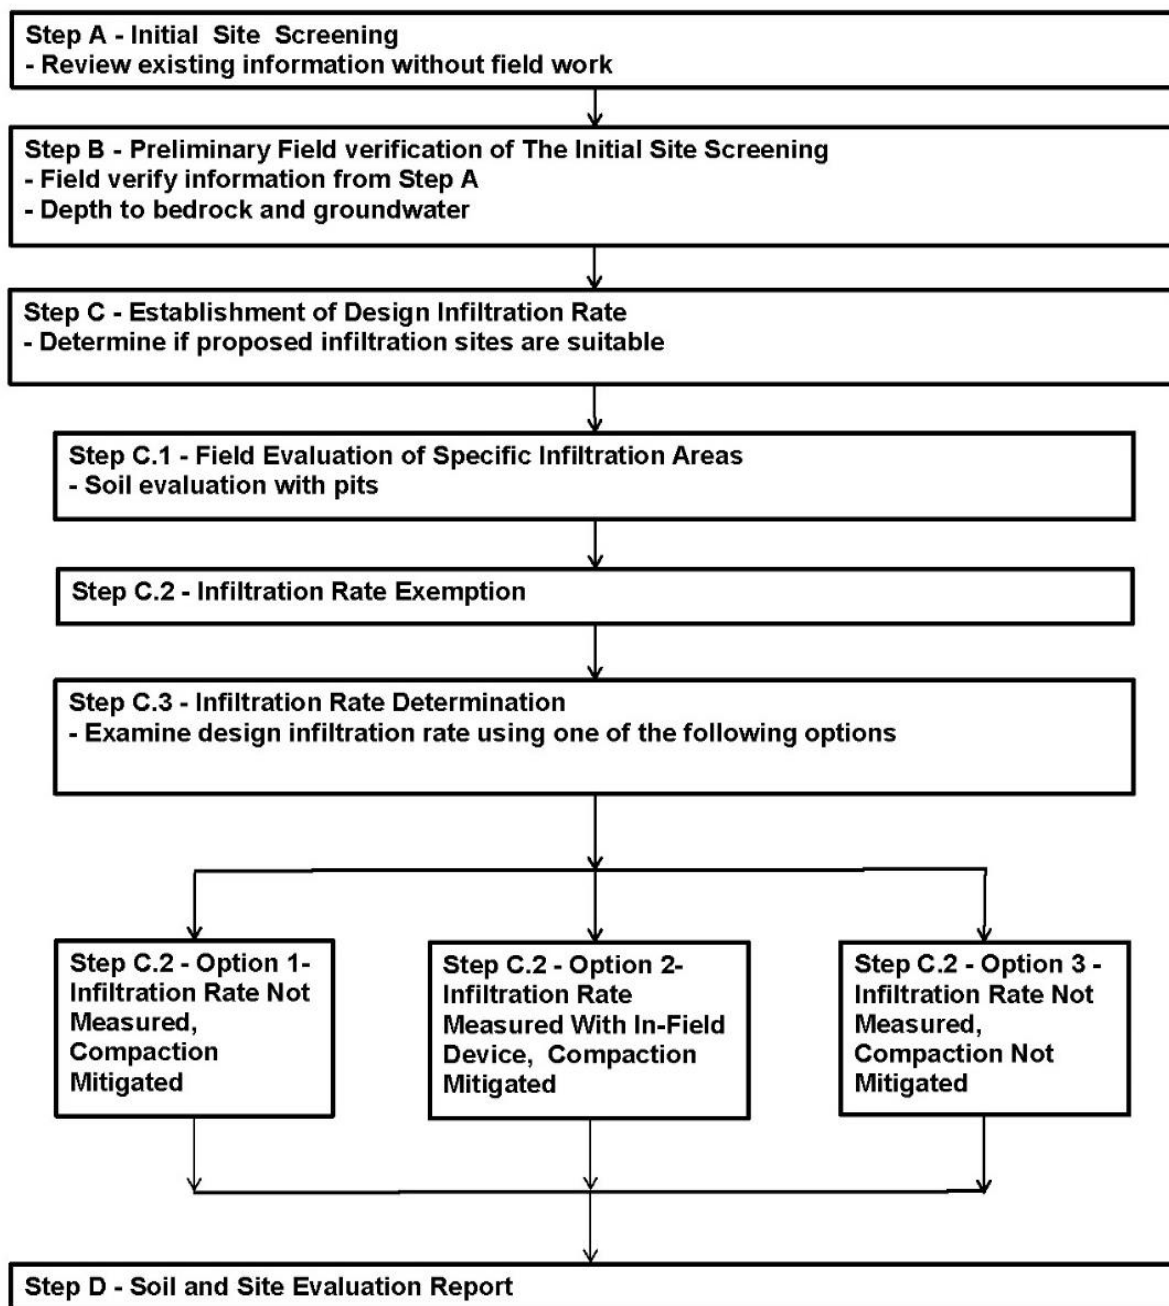 Step A - Initial Site Screening
- Review existing information without field work
Step B - Preliminary Field verification of The Initial Site Screening
- Field verify information from Step A
- Depth to bedrock and groundwater
Step C - Establishment of Design Infiltration Rate
- Determine if proposed infiltration sites are suitable
Step C.1 - Field Evaluation of Specific Infiltration Areas
- Soil evaluation with pits
Step C.2 - Infiltration Rate Exemption
Step C.3 - Infiltration Rate Determination
- Examine design infiltration rate using one of the following options
Step C.2 - Option 1-
Infiltration Rate Not
Measured,
Compaction
Mitigated
Step C.2 - Option 2-
Infiltration Rate
Measured With In-Field
Device, Compaction
Mitigated
Step C.2 - Option 3 -
Infiltration Rate Not
Measured,
Compaction Not
Mitigated
Step D - Soil and Site Evaluation Report